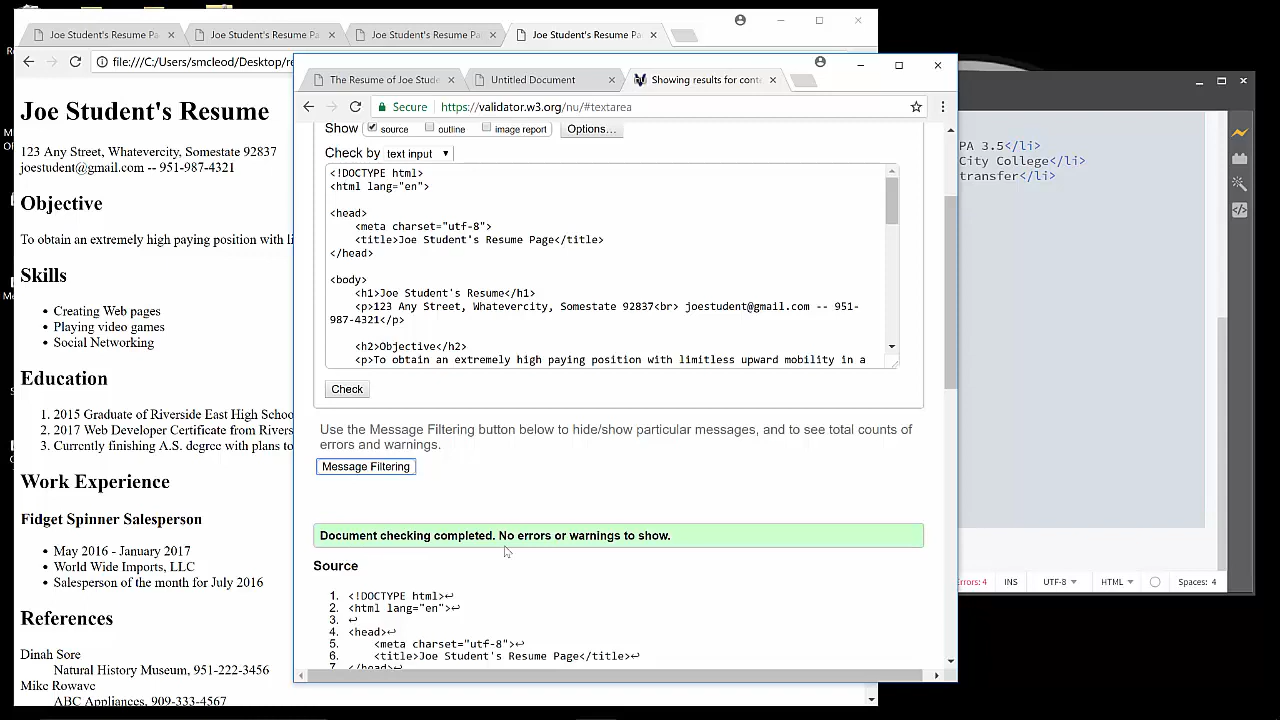 Joe Student's Resume Pa
Joe Student's Resume Pa
Joe Student's Resume Pa
Joe Student's Resume Pa
file:///C:/Users/smcleod/Desktop/re
Joe Student's Resume
123 Any Street, Whatevercity, Somestate 92837
joestudent@gmail.com -- 951-987-4321
Objective
To obtain an extremely high paying position with li
Skills
• Creating Web pages
• Playing video games
• Social Networking
Education
1. 2015 Graduate of Riverside East High Schoo
2. 2017 Web Developer Certificate from Rivers
3. Currently finishing A.S. degree with plans to
Work Experience
Fidget Spinner Salesperson
• May 2016 - January 2017
• World Wide Imports, LLC
• Salesperson of the month for July 2016
References
Dinah Sore
Natural History Museum, 951-222-3456
Mike Rowave
ABC Appliances, 909-333-4567
The Resume of Joe Stude
Untitled Document
Showing results for conte
Secure
https://validator.w3.org/nu/#textarea
Show source outline image report Options...
Check by text input
<!DOCTYPE html>
<html lang="en">
<head>
<meta charset="utf-8">
<title>Joe Student's Resume Page</title>
</head>
<body>
<h1>Joe Student's Resume</h1>
<p>123 Any Street, Whatevercity, Somestate 92837<br> joestudent@gmail.com -- 951-
987-4321</p>
<h2>Objective</h2>
<p>To obtain an extremely high paying position with limitless upward mobility in a
Check
Use the Message Filtering button below to hide/show particular messages, and to see total counts of
errors and warnings.
Message Filtering
Document checking completed. No errors or warnings to show.
Source
1. <!DOCTYPE html>↩
2. <html lang="en">↩
3. ↩
4. <head>↩
5. <meta charset="utf-8">↩
6. <title>Joe Student's Resume Page</title>↩
7. </head>↩
PA 3.5</li>
City College</li>
transfer</li>
Errors: 4 INS UTF-8 HTML Spaces: 4